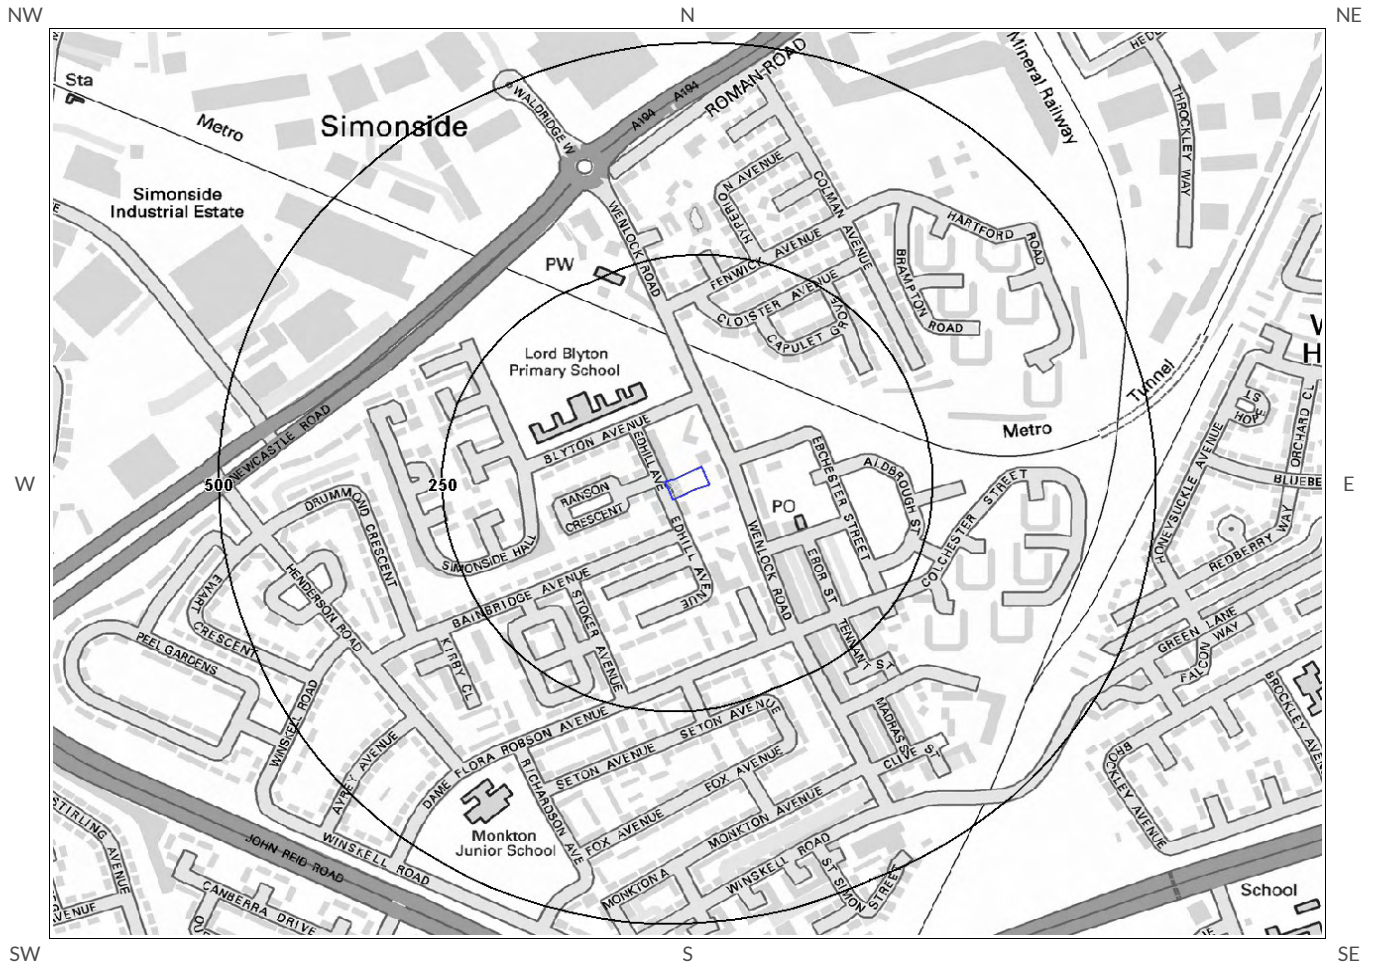 NW
N
NE
Sta
WALDRIDGE W
A194
A194
ROMAN ROAD
Mineral Railway
THROCKLEY WAY
Metro
Simonside
Simonside
Industrial Estate
HYPERION AVENUE
COLMAN AVENUE
WENLOCK ROAD
HARTFORD ROAD
PW
FENWICK AVENUE
BRAMPTON ROAD
CLOISTER AVENUE
CAPULET GROVE
Lord Blyton
Primary School
Tunnel
Metro
NEWCASTLE ROAD
BLYTON AVENUE
EDHILL AVE
EBCHESTER STREET
ALDBROUGH ST
ORCHARD CL
HONEYSUCKLE AVENUE
W
500
250
RANSON
CRESCENT
PO
COLCHESTER STREET
BLUEBE
E
DRUMMOND CRESCENT
SIMONSIDE HALL
EDHILL AVENUE
WENLOCK ROAD
EBOR ST
REDBERRY WAY
HENDERSON ROAD
EWART CRESCENT
BAINBRIDGE AVENUE
STOKER AVENUE
TENNANT ST
GREEN LANE
FALCON WAY
PEEL GARDENS
KIRBY CL
WINSKELL ROAD
BROCKLEY AVE
MADRAS ST
CLIVE ST
DAME FLORA ROBSON AVENUE
SETON AVENUE
SETON AVENUE
AYREY AVENUE
RICHARDSON AVENUE
FOX AVENUE
FOX AVENUE
BROCKLEY AVENUE
MONKTON AVENUE
Monkton
Junior School
STIRLING AVENUE
JOHN REID ROAD
WINSKELL ROAD
WINSKELL ROAD
MONKTON A
ST SIMON STREET
CANBERRA DRIVE
VENUE
School
SW
S
SE